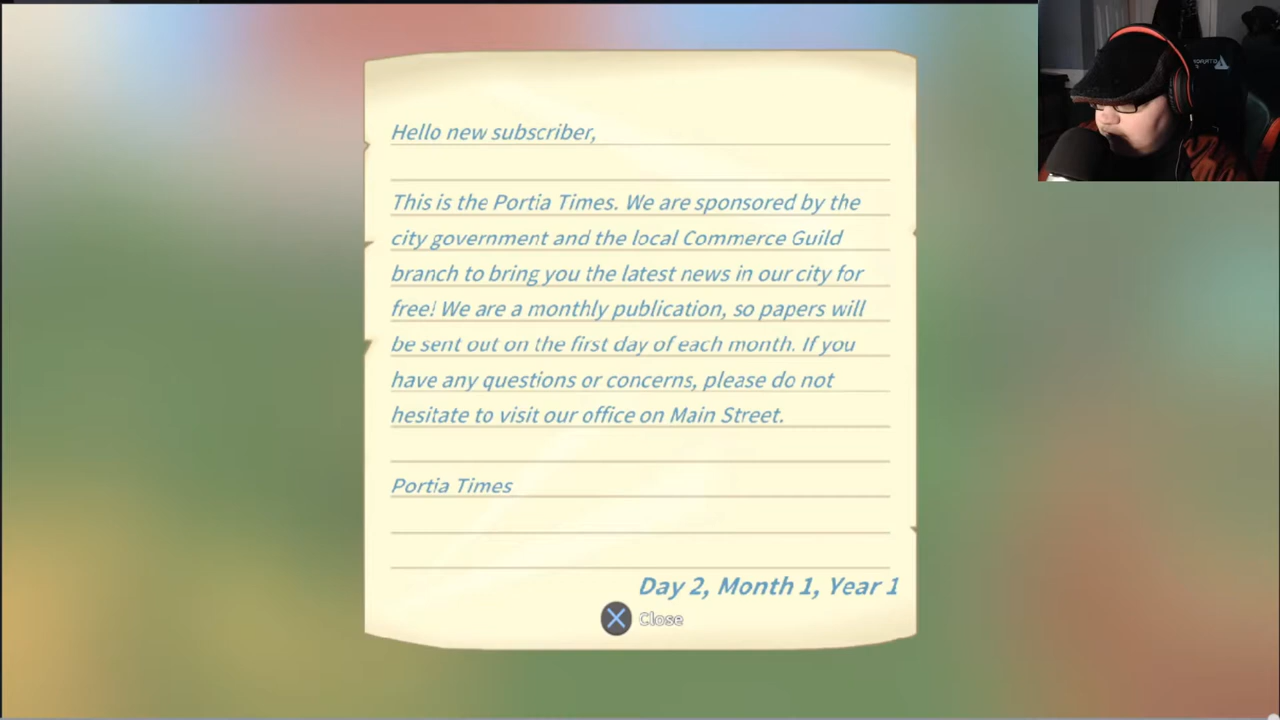 Hello new subscriber,
This is the Portia Times. We are sponsored by the
city government and the local Commerce Guild
branch to bring you the latest news in our city for
free! We are a monthly publication, so papers will
be sent out on the first day of each month. If you
have any questions or concerns, please do not
hesitate to visit our office on Main Street.
Portia Times
Day 2, Month 1, Year 1
Close